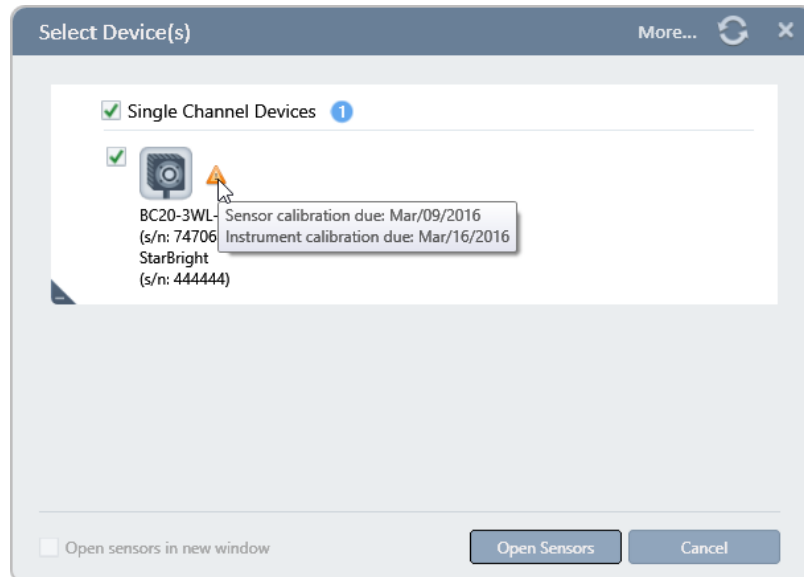 Select Device(s)
More...
Single Channel Devices 1
BC20-3WL-
Sensor calibration due: Mar/09/2016
(s/n: 74706
Instrument calibration due: Mar/16/2016
StarBright
(s/n: 444444)
Open sensors in new window
Open Sensors
Cancel